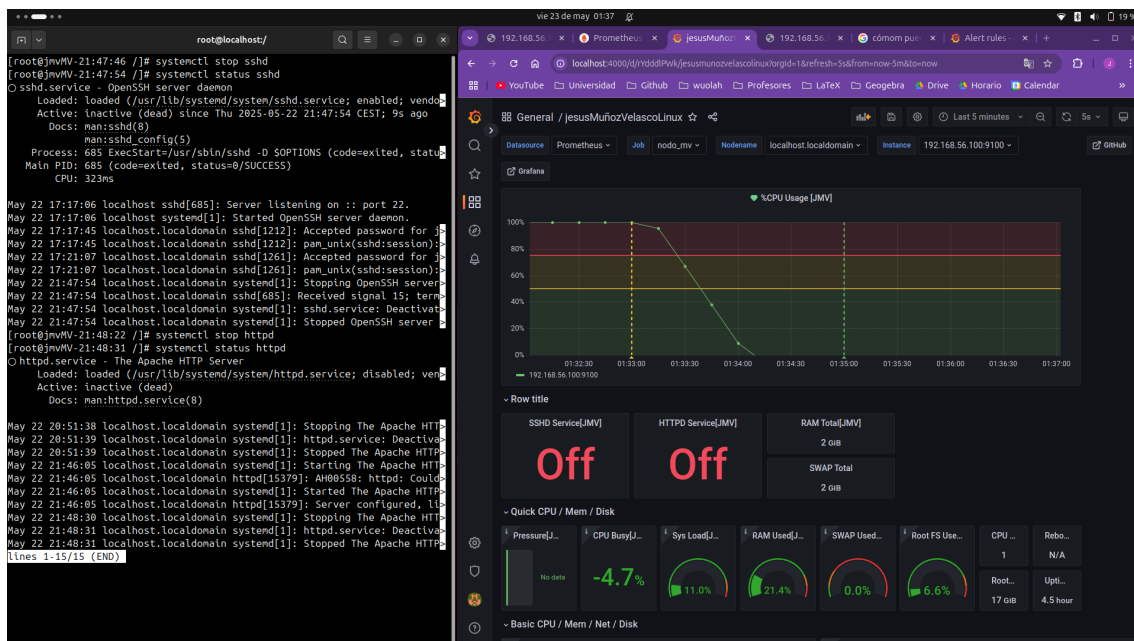 vie 23 de may 01:37
19 %
root@localhost:/
[root@jmvMV-21:47:46 /]# systemctl stop sshd
[root@jmvMV-21:47:54 /]# systemctl status sshd
○ sshd.service - OpenSSH server daemon
Loaded: loaded (/usr/lib/systemd/system/sshd.service; enabled; vendo>
Active: inactive (dead) since Thu 2025-05-22 21:47:54 CEST; 9s ago
Docs: man:sshd(8)
man:sshd_config(5)
Process: 685 ExecStart=/usr/sbin/sshd -D $OPTIONS (code=exited, statu>
Main PID: 685 (code=exited, status=0/SUCCESS)
CPU: 323ms
May 22 17:17:06 localhost sshd[685]: Server listening on :: port 22.
May 22 17:17:06 localhost systemd[1]: Started OpenSSH server daemon.
May 22 17:17:45 localhost.localdomain sshd[1212]: Accepted password for j>
May 22 17:17:45 localhost.localdomain sshd[1212]: pam_unix(sshd:session):>
May 22 17:21:07 localhost.localdomain sshd[1261]: Accepted password for j>
May 22 17:21:07 localhost.localdomain sshd[1261]: pam_unix(sshd:session):>
May 22 21:47:54 localhost.localdomain systemd[1]: Stopping OpenSSH server>
May 22 21:47:54 localhost.localdomain sshd[685]: Received signal 15; term>
May 22 21:47:54 localhost.localdomain systemd[1]: sshd.service: Deactivat>
May 22 21:47:54 localhost.localdomain systemd[1]: Stopped OpenSSH server >
[root@jmvMV-21:48:22 /]# systemctl stop httpd
[root@jmvMV-21:48:31 /]# systemctl status httpd
○ httpd.service - The Apache HTTP Server
Loaded: loaded (/usr/lib/systemd/system/httpd.service; disabled; ven>
Active: inactive (dead)
Docs: man:httpd.service(8)
May 22 20:51:38 localhost.localdomain systemd[1]: Stopping The Apache HTT>
May 22 20:51:39 localhost.localdomain systemd[1]: httpd.service: Deactiva>
May 22 20:51:39 localhost.localdomain systemd[1]: Stopped The Apache HTTP>
May 22 21:46:05 localhost.localdomain systemd[1]: Starting The Apache HTT>
May 22 21:46:05 localhost.localdomain httpd[15379]: AH00558: httpd: Could>
May 22 21:46:05 localhost.localdomain systemd[1]: Started The Apache HTTP>
May 22 21:46:05 localhost.localdomain httpd[15379]: Server configured, li>
May 22 21:48:30 localhost.localdomain systemd[1]: Stopping The Apache HTT>
May 22 21:48:31 localhost.localdomain systemd[1]: httpd.service: Deactiva>
May 22 21:48:31 localhost.localdomain systemd[1]: Stopped The Apache HTTP>
lines 1-15/15 (END)
192.168.56. Prometheus jesusMuñoz 192.168.56. cómom pue Alert rules -
localhost:4000/d/rYdddlPWk/jesusmunozvelascolinux?orgId=1&refresh=5s&from=now-5m&to=now
YouTube Universidad Github wuolah Profesores LaTeX Geogebra Drive Horario Calendar »
General / jesusMuñozVelascoLinux Last 5 minutes 5s
Datasource Prometheus Job nodo_mv Nodename localhost.localdomain Instance 192.168.56.100:9100 GitHub
Grafana
%CPU Usage [JMV]
100%
80%
60%
40%
20%
0%
01:32:30 01:33:00 01:33:30 01:34:00 01:34:30 01:35:00 01:35:30 01:36:00 01:36:30 01:37:00
192.168.56.100:9100
Row title
SSHD Service[JMV] HTTPD Service[JMV] RAM Total[JMV]
Off Off 2 GiB
SWAP Total
2 GiB
Quick CPU / Mem / Disk
Pressure[J... CPU Busy[J... Sys Load[J... RAM Used[J... SWAP Used... Root FS Use... CPU ... Rebo...
No data -4.7% 11.0% 21.4% 0.0% 6.6% 1 N/A
Root... Upti...
17 GiB 4.5 hour
Basic CPU / Mem / Net / Disk